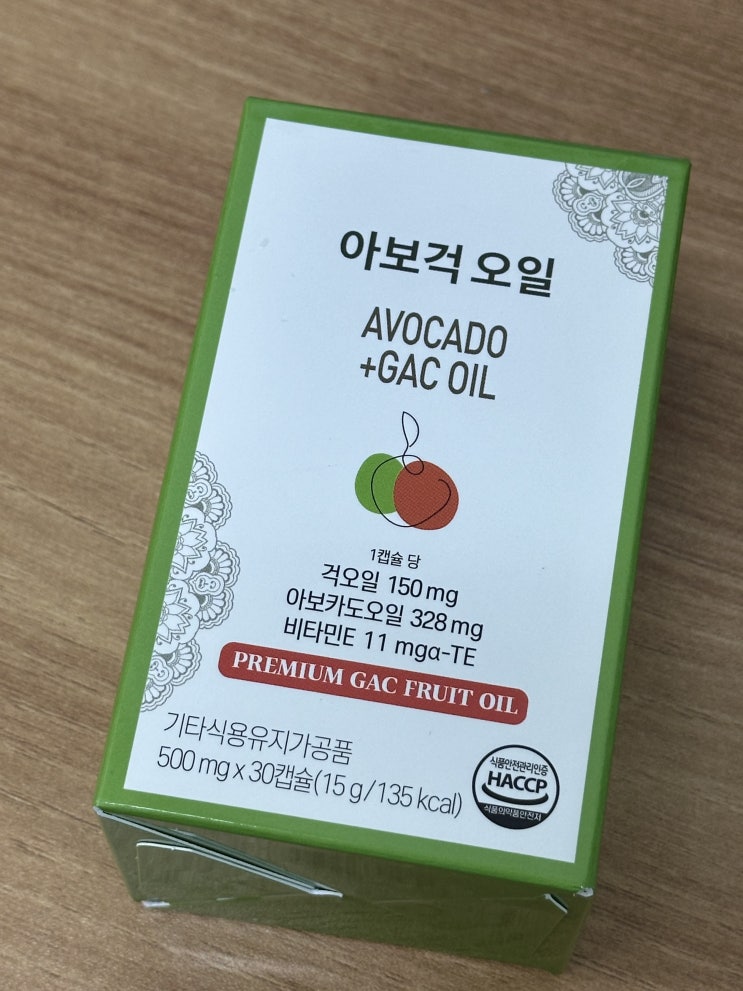 아보걱 오일
AVOCADO
+GAC OIL
1캡슐 당
걱오일 150 mg
아보카도오일 328 mg
비타민E 11 mgα-TE
PREMIUM GAC FRUIT OIL
기타식용유지가공품
500 mg x 30캡슐(15 g/135 kcal)
식품안전관리인증
HACCP
식품의약품안전처